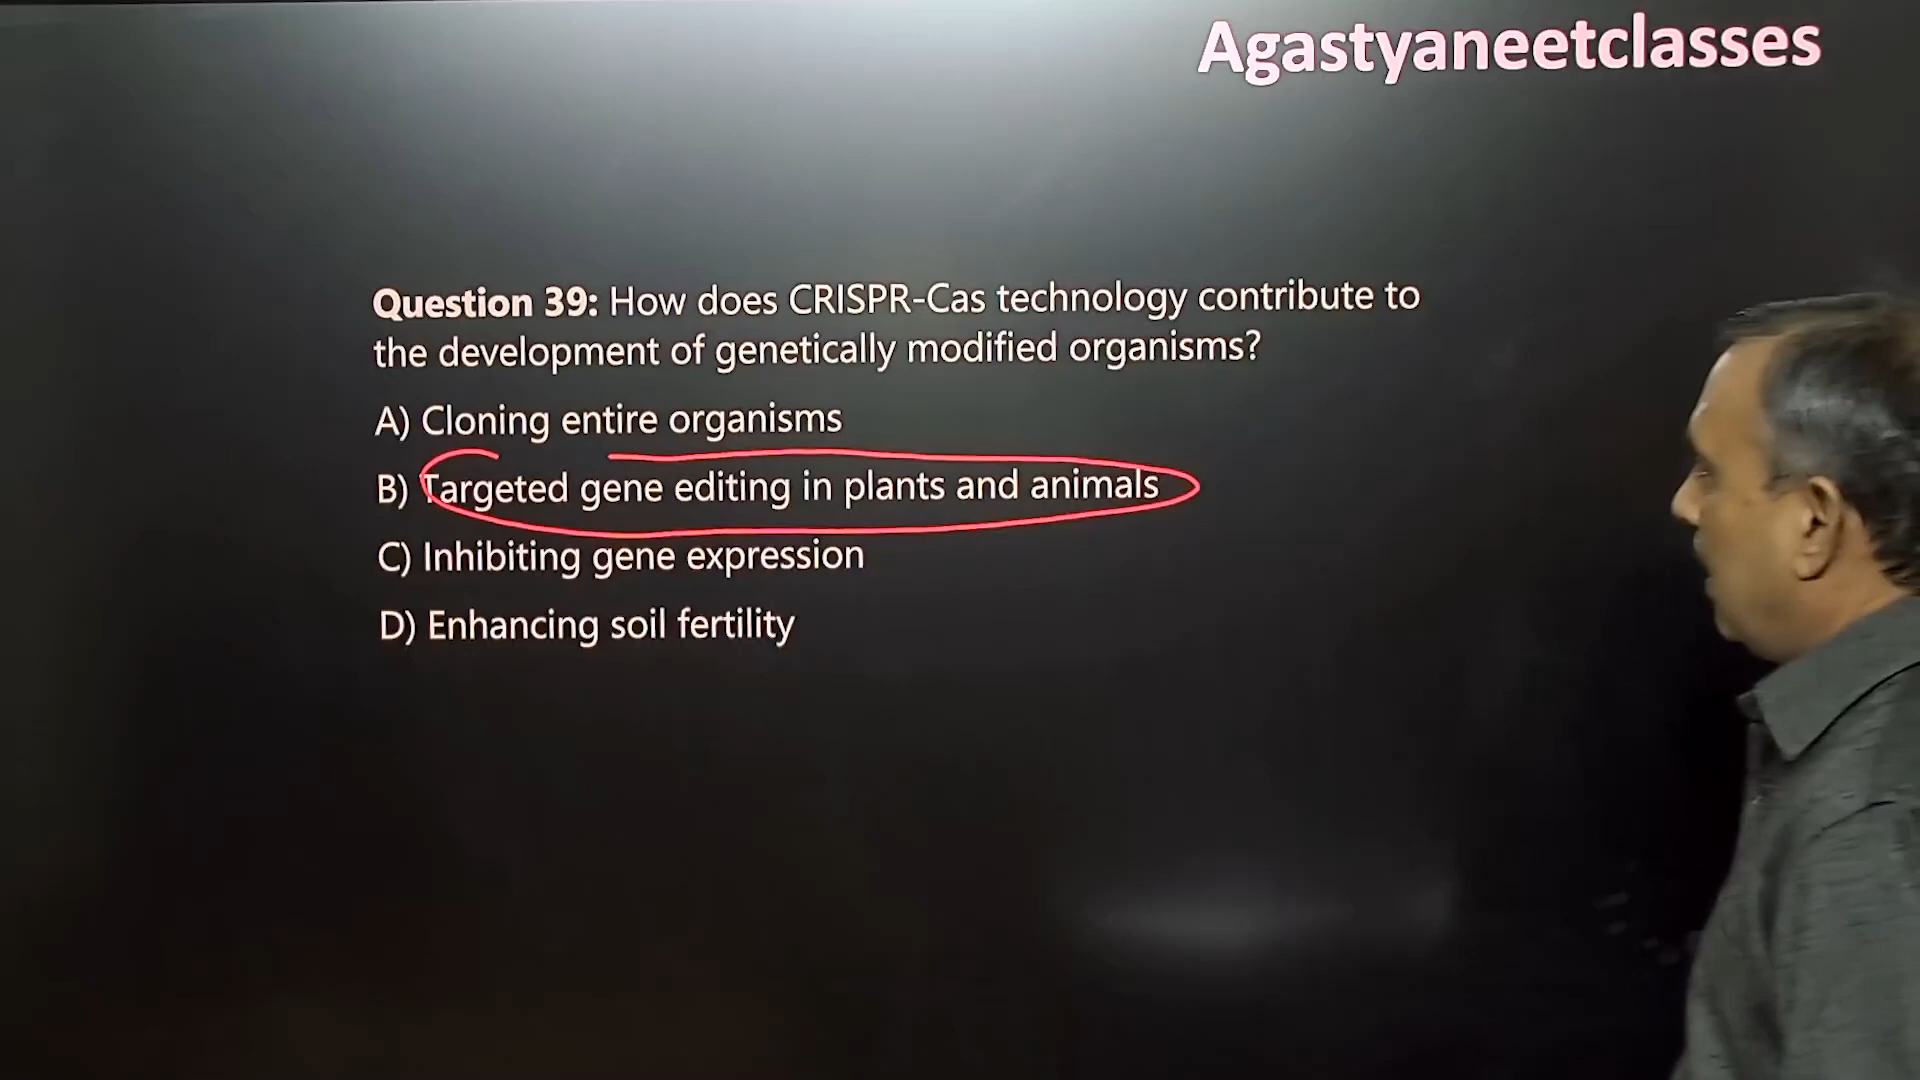 Agastyaneetclasses
Question 39: How does CRISPR-Cas technology contribute to
the development of genetically modified organisms?
A) Cloning entire organisms
B) Targeted gene editing in plants and animals
C) Inhibiting gene expression
D) Enhancing soil fertility